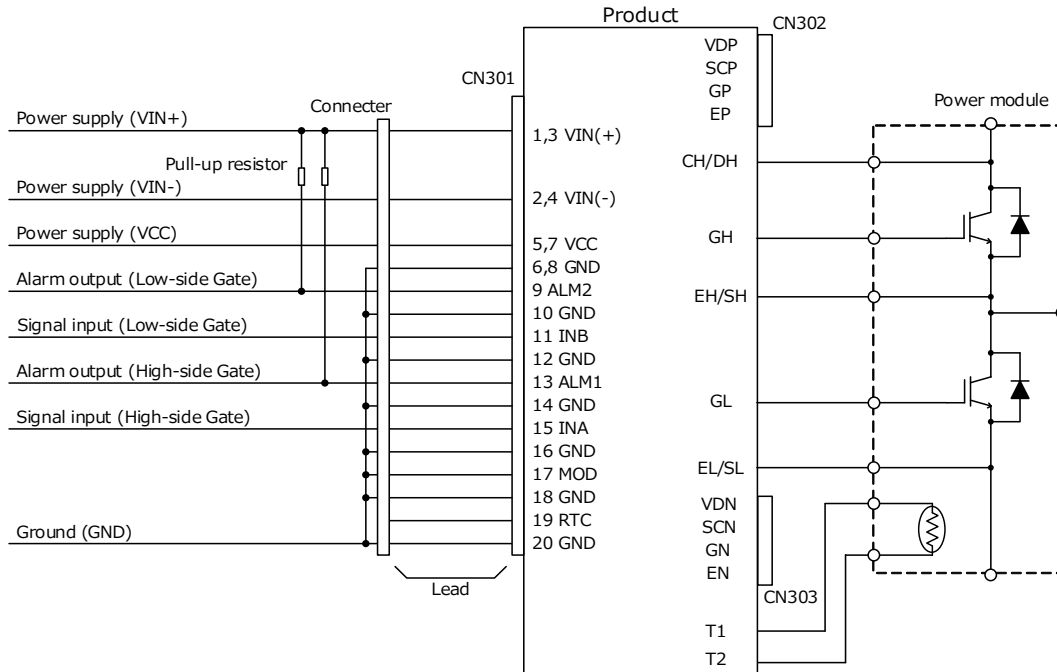 Product
CN302
VDP
SCP
GP
EP
CN301
Connecter
Power module
Power supply (VIN+)
1,3 VIN(+)
Pull-up resistor
CH/DH
Power supply (VIN-)
2,4 VIN(-)
Power supply (VCC)
5,7 VCC
GH
6,8 GND
Alarm output (Low-side Gate)
9 ALM2
EH/SH
10 GND
Signal input (Low-side Gate)
11 INB
12 GND
Alarm output (High-side Gate)
13 ALM1
GL
14 GND
Signal input (High-side Gate)
15 INA
16 GND
EL/SL
17 MOD
18 GND
VDN
19 RTC
SCN
Ground (GND)
20 GND
GN
EN
Lead
CN303
T1
T2